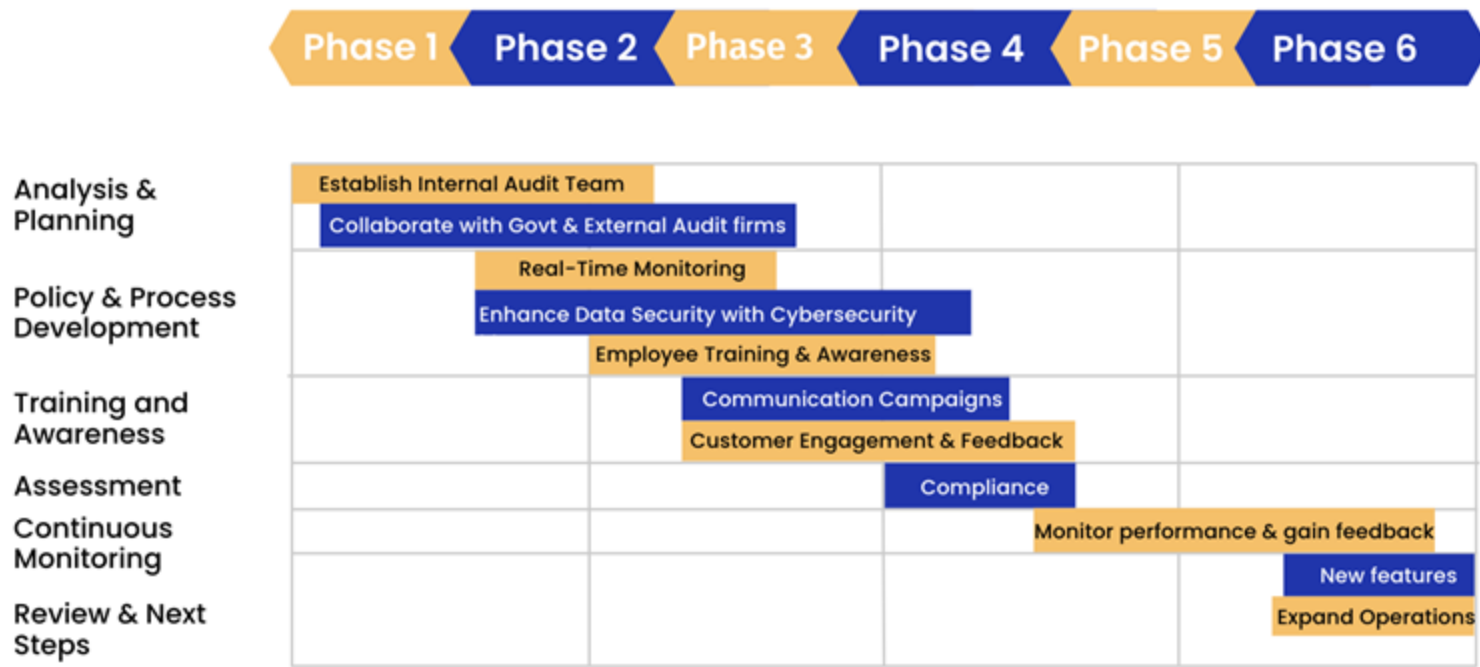 Phase 1 Phase 2 Phase 3 Phase 4 Phase 5 Phase 6
Analysis &
Planning
Establish Internal Audit Team
Collaborate with Govt & External Audit firms
Policy & Process
Development
Real-Time Monitoring
Enhance Data Security with Cybersecurity
Employee Training & Awareness
Training and
Awareness
Communication Campaigns
Customer Engagement & Feedback
Assessment
Compliance
Continuous
Monitoring
Monitor performance & gain feedback
Review & Next
Steps
New features
Expand Operations